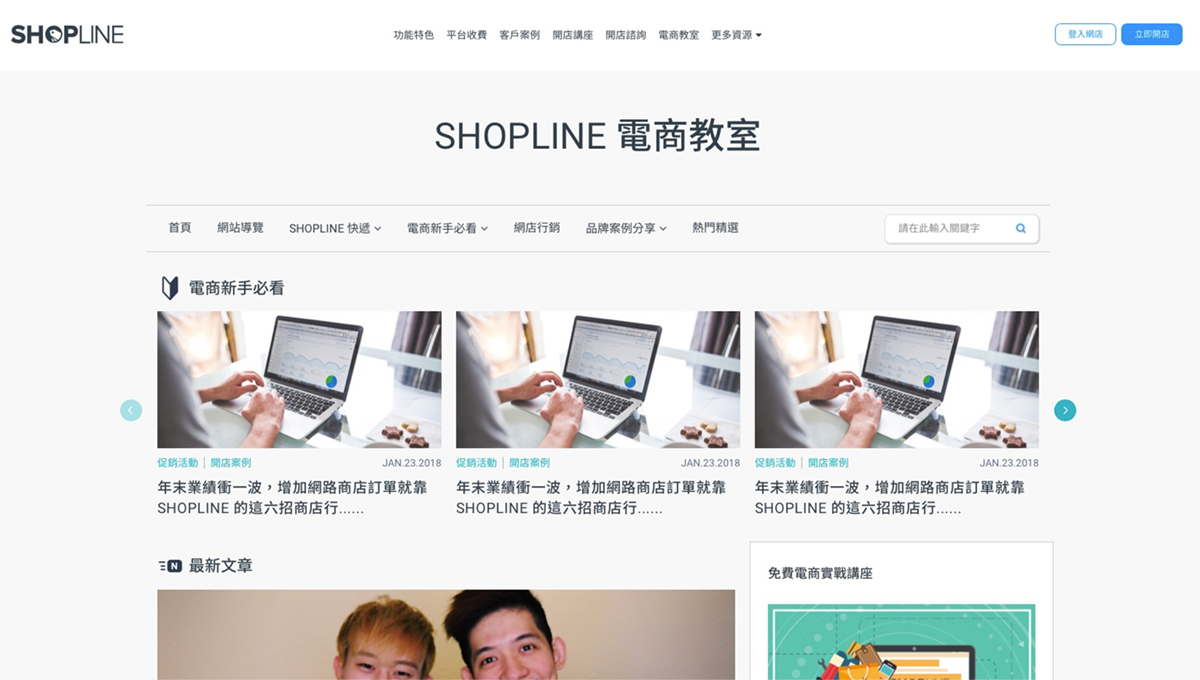 SHOPLINE
功能特色 平台收費 客戶案例 開店講座 開店諮詢 電商教室 更多資源
登入網店 立即開店
SHOPLINE 電商教室
首頁 網站導覽 SHOPLINE 快遞 電商新手必看 網店行銷 品牌案例分享 熱門精選 請在此輸入關鍵字
電商新手必看
促銷活動 | 開店案例 JAN.23.2018
年末業績衝一波，增加網路商店訂單就靠
SHOPLINE 的這六招商店行......
促銷活動 | 開店案例 JAN.23.2018
年末業績衝一波，增加網路商店訂單就靠
SHOPLINE 的這六招商店行......
促銷活動 | 開店案例 JAN.23.2018
年末業績衝一波，增加網路商店訂單就靠
SHOPLINE 的這六招商店行......
N 最新文章
免費電商實戰講座